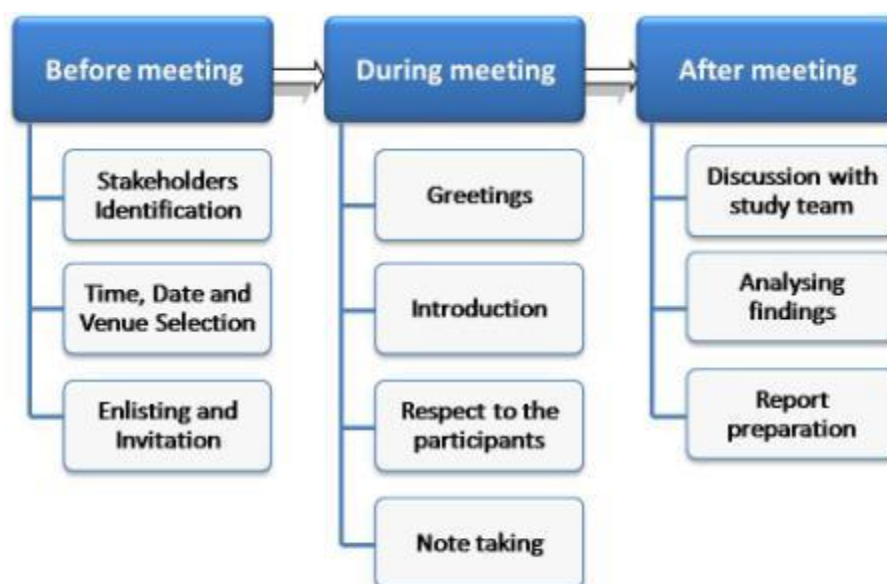 Before meeting
During meeting
After meeting
Stakeholders
Identification
Time, Date and
Venue Selection
Enlisting and
Invitation
Greetings
Introduction
Respect to the
participants
Note taking
Discussion with
study team
Analysing
findings
Report
preparation